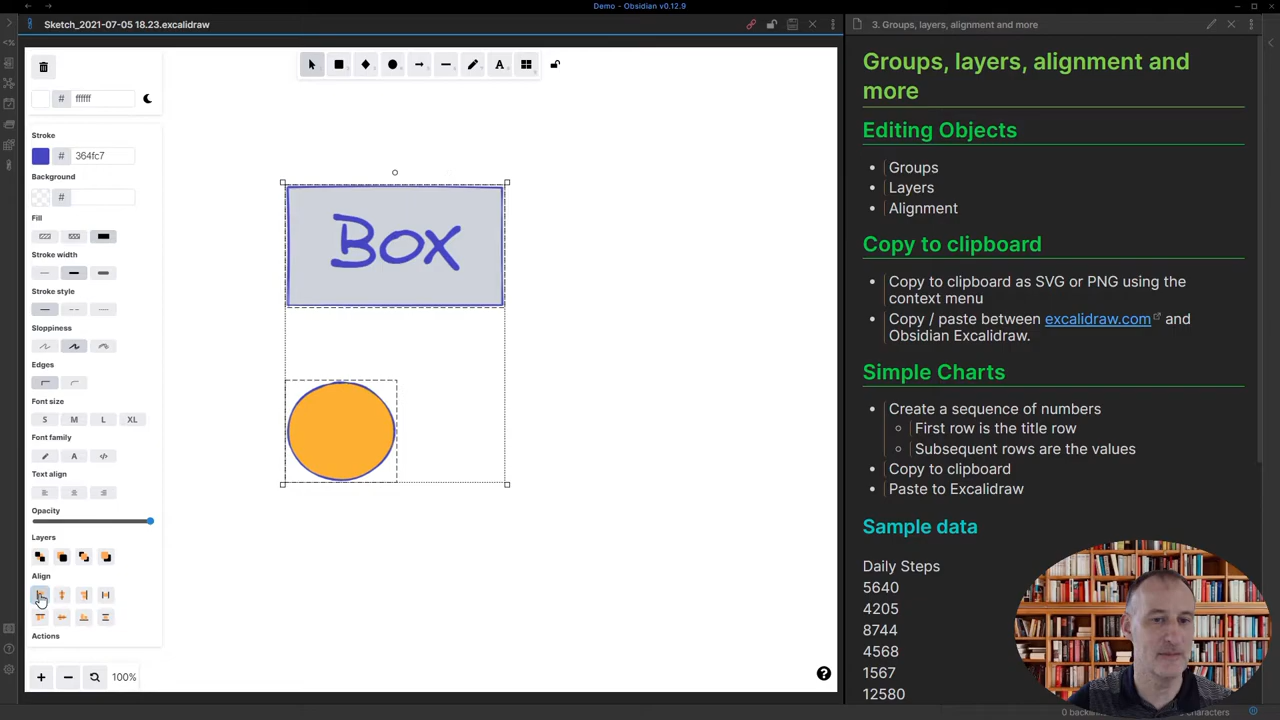 Demo - Obsidian v0.12.9
Sketch_2021-07-05 18.23.excalidraw
3. Groups, layers, alignment and more
A
# ffffff
Stroke
# 364fc7
Background
#
Fill
Stroke width
Stroke style
Sloppiness
Edges
Font size
S M L XL
Font family
A </>
Text align
Opacity
Layers
Align
Actions
+ − 100%
?
BOX
Groups, layers, alignment and
more
Editing Objects
• Groups
• Layers
• Alignment
Copy to clipboard
• Copy to clipboard as SVG or PNG using the
context menu
• Copy / paste between excalidraw.com and
Obsidian Excalidraw.
Simple Charts
• Create a sequence of numbers
First row is the title row
Subsequent rows are the values
• Copy to clipboard
• Paste to Excalidraw
Sample data
Daily Steps
5640
4205
8744
4568
1567
12580
0 backli
characters